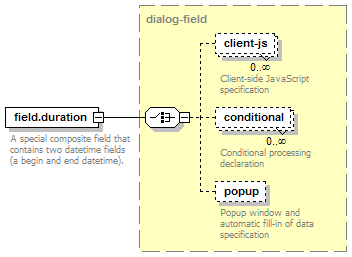 dialog-field
client-js
0..∞
Client-side JavaScript
specification
field.duration
A special composite field that
contains two datetime fields
(a begin and end datetime).
conditional
0..∞
Conditional processing
declaration
popup
Popup window and
automatic fill-in of data
specification